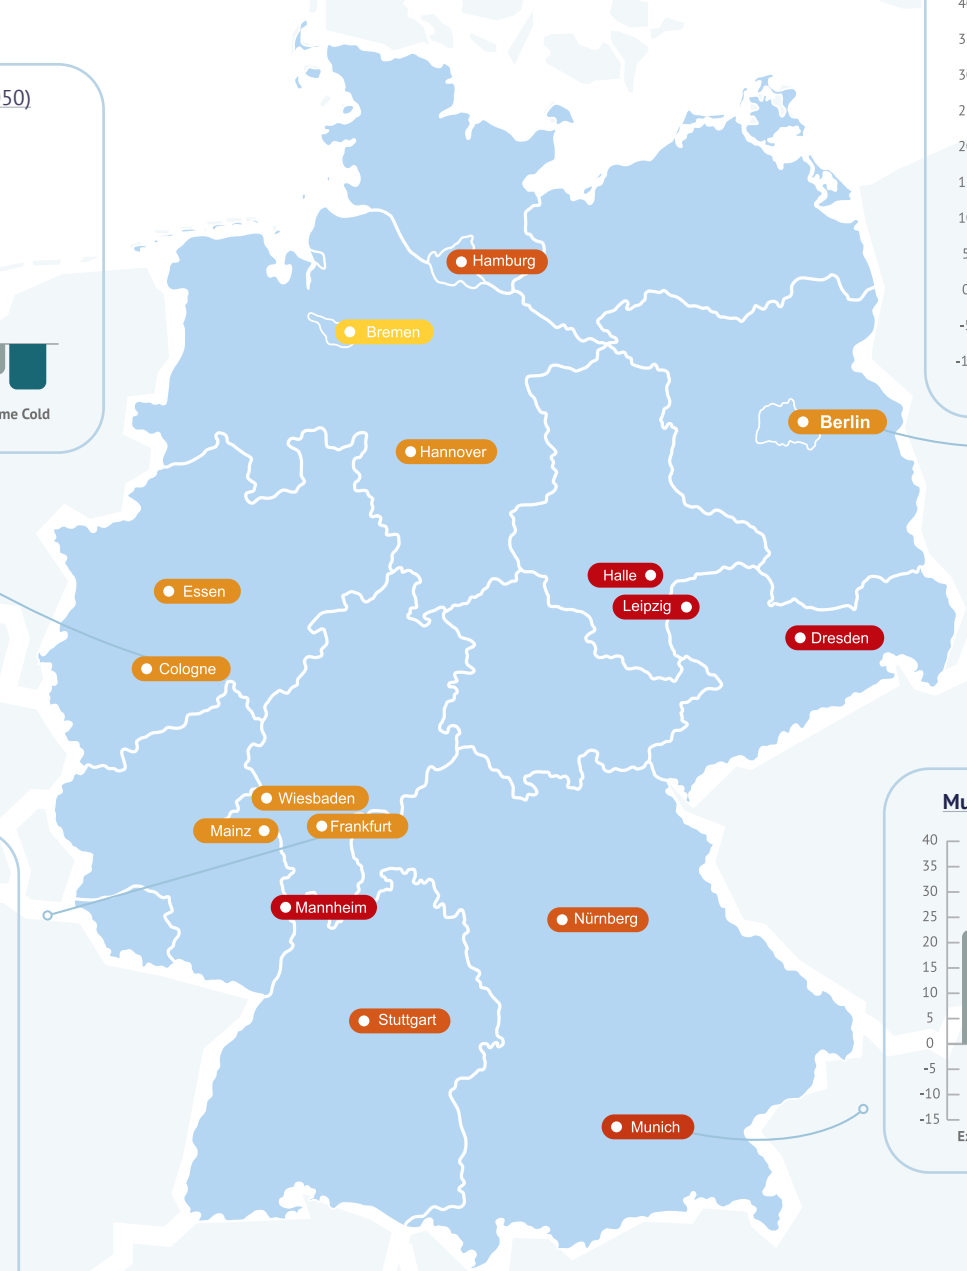 50)
me Cold
Hamburg
Bremen
Berlin
Hannover
Essen
Halle
Leipzig
Dresden
Cologne
Wiesbaden
Mainz
Frankfurt
Mannheim
Nürnberg
Stuttgart
Munich
Mu
40
35
30
25
20
15
10
5
0
-5
-10
-15